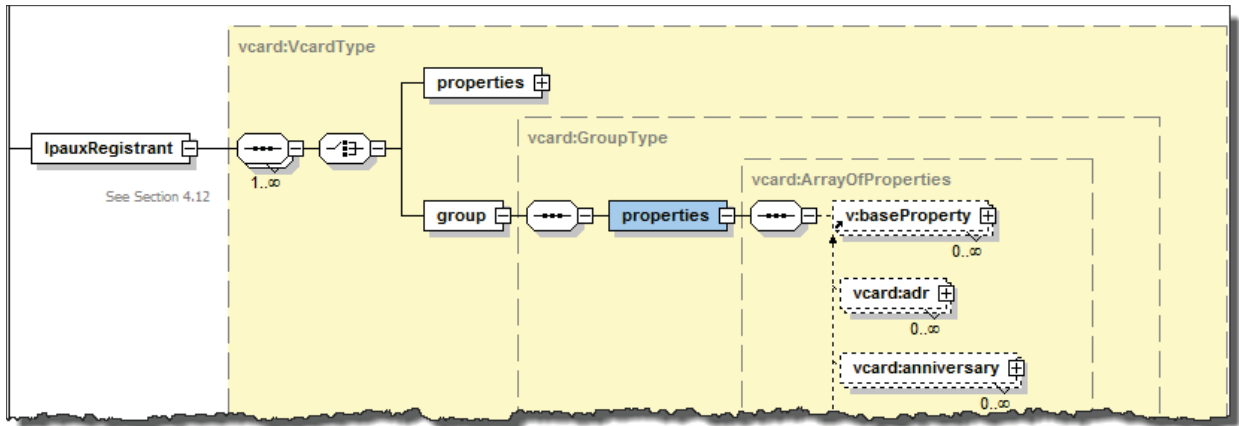 vcard:VcardType
properties
vcard:GroupType
IpauxRegistrant
1..∞
vcard:ArrayOfProperties
See Section 4.12
group
properties
v:baseProperty
0..∞
vcard:adr
0..∞
vcard:anniversary
0..∞